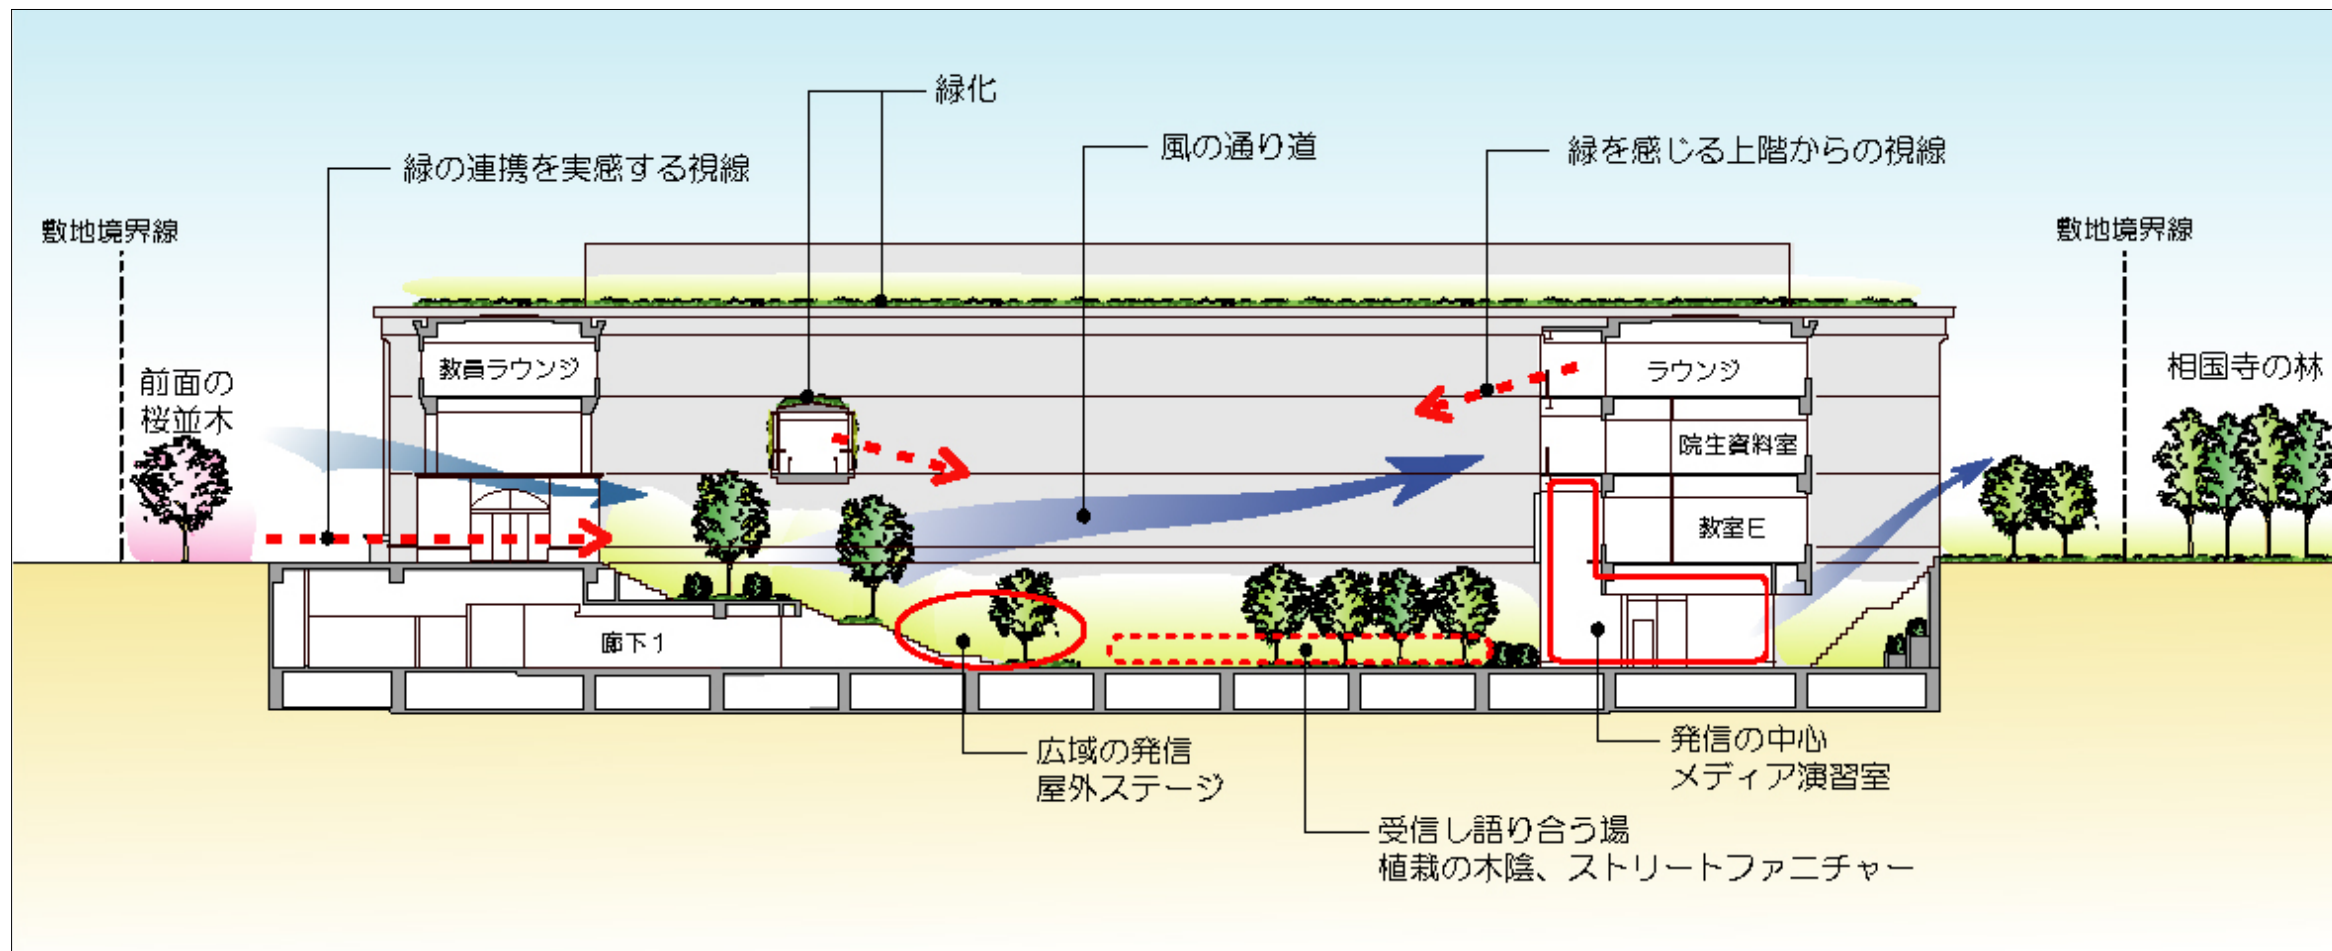 緑化
風の通り道
緑を感じる上階からの視線
緑の連携を実感する視線
敷地境界線
敷地境界線
教員ラウンジ
ラウンジ
前面の
桜並木
相国寺の林
院生資料室
教室E
廊下1
広域の発信
屋外ステージ
発信の中心
メディア演習室
受信し語り合う場
植栽の木陰、ストリートファニチャー